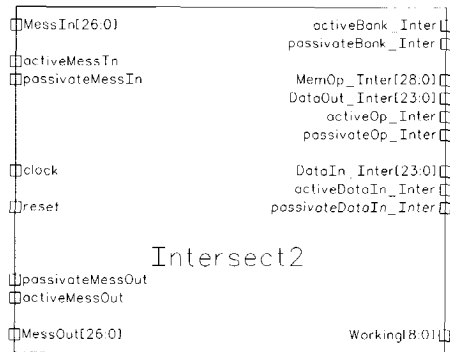 MessIn[26:0]
activeBank_Inter
passivateBank_Inter
activeMessIn
passivateMessIn
MemOp_Inter[28:0]
DataOut_Inter[23:0]
activeOp_Inter
passivateOp_Inter
clock
DataIn_Inter[23:0]
activeDataIn_Inter
reset
passivateDataIn_Inter
Intersect2
passivateMessOut
activeMessOut
MessOut[26:0]
Working[8:0]